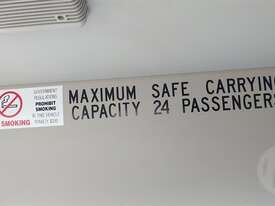 GOVERNMENT
REGULATIONS
PROHIBIT
SMOKING
IN THIS VEHICLE
SMOKING
MAXIMUM SAFE CARRYING
CAPACITY 24 PASSENGERS